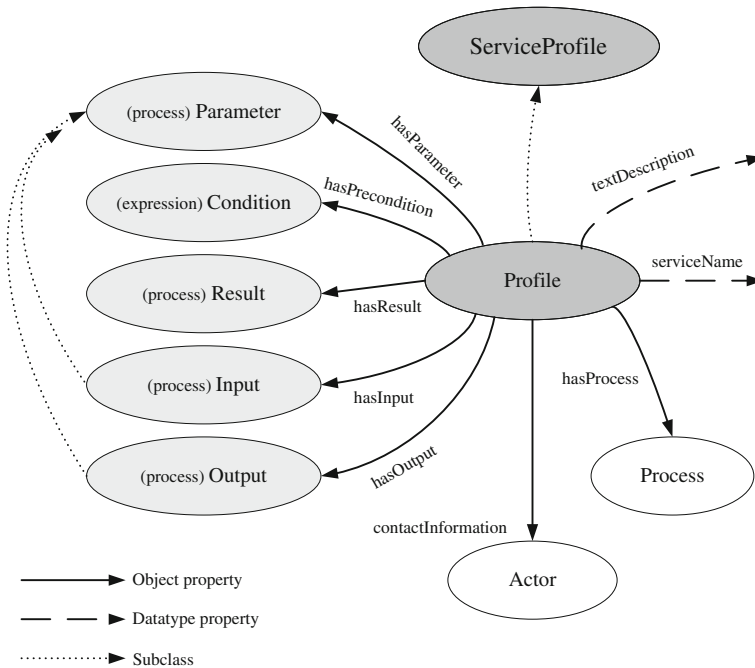 ServiceProfile
(process) Parameter
hasParameter
textDescription
hasPrecondition
(expression) Condition
serviceName
Profile
(process) Result
hasResult
hasProcess
(process) Input
hasInput
hasOutput
(process) Output
Process
contactInformation
Actor
Object property
Datatype property
Subclass